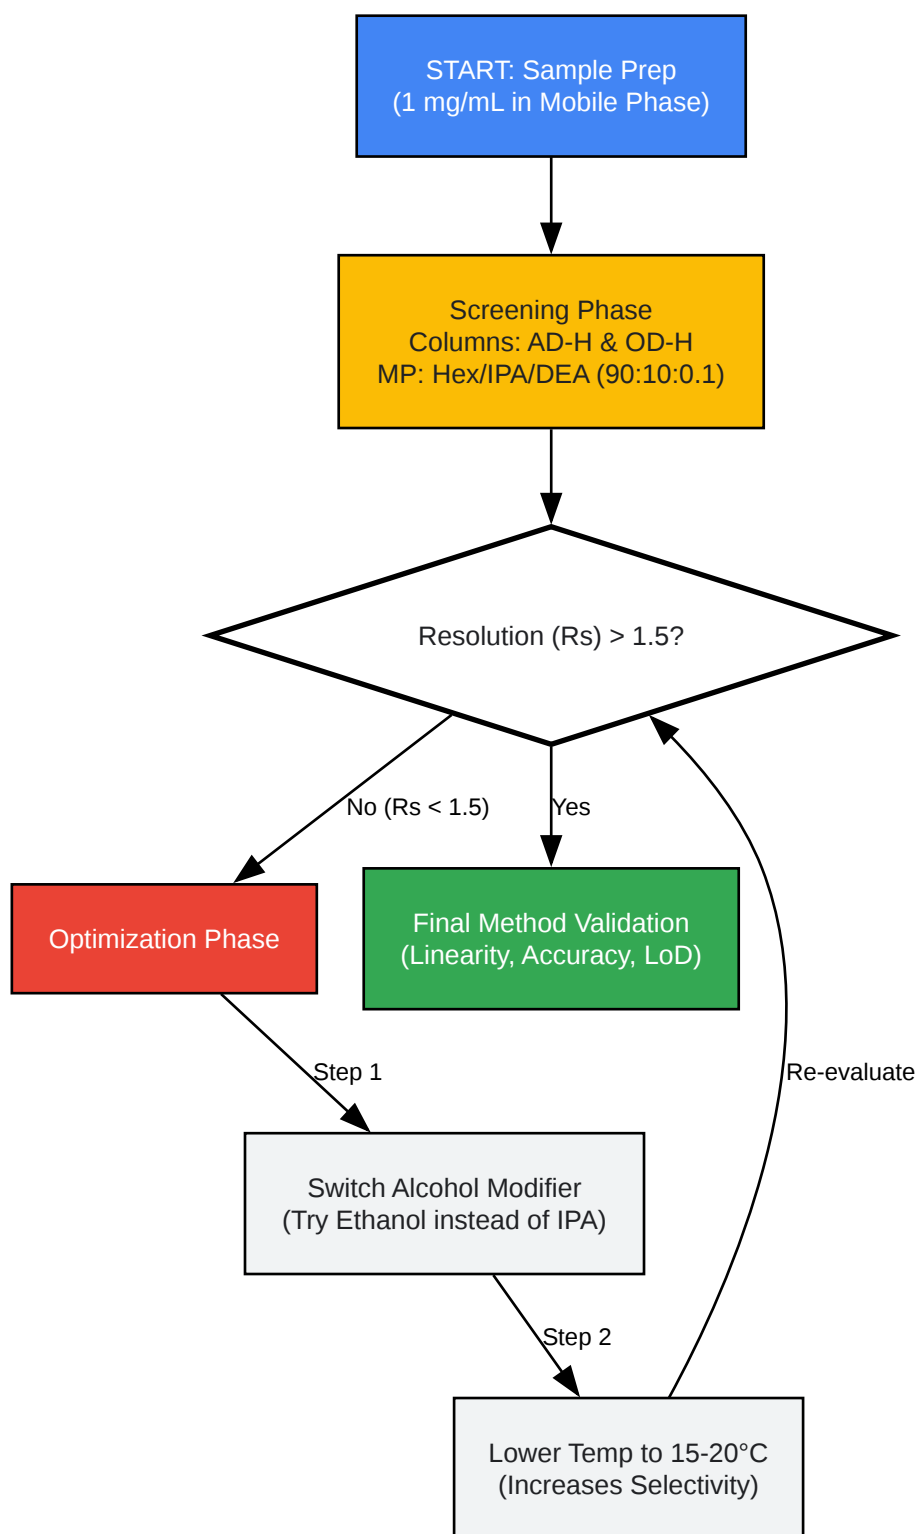 START: Sample Prep
(1 mg/mL in Mobile Phase)
Screening Phase
Columns: AD-H & OD-H
MP: Hex/IPA/DEA (90:10:0.1)
Resolution (Rs) > 1.5?
No (Rs < 1.5)
Yes
Optimization Phase
Final Method Validation
(Linearity, Accuracy, LoD)
Step 1
Re-evaluate
Switch Alcohol Modifier
(Try Ethanol instead of IPA)
Step 2
Lower Temp to 15-20°C
(Increases Selectivity)